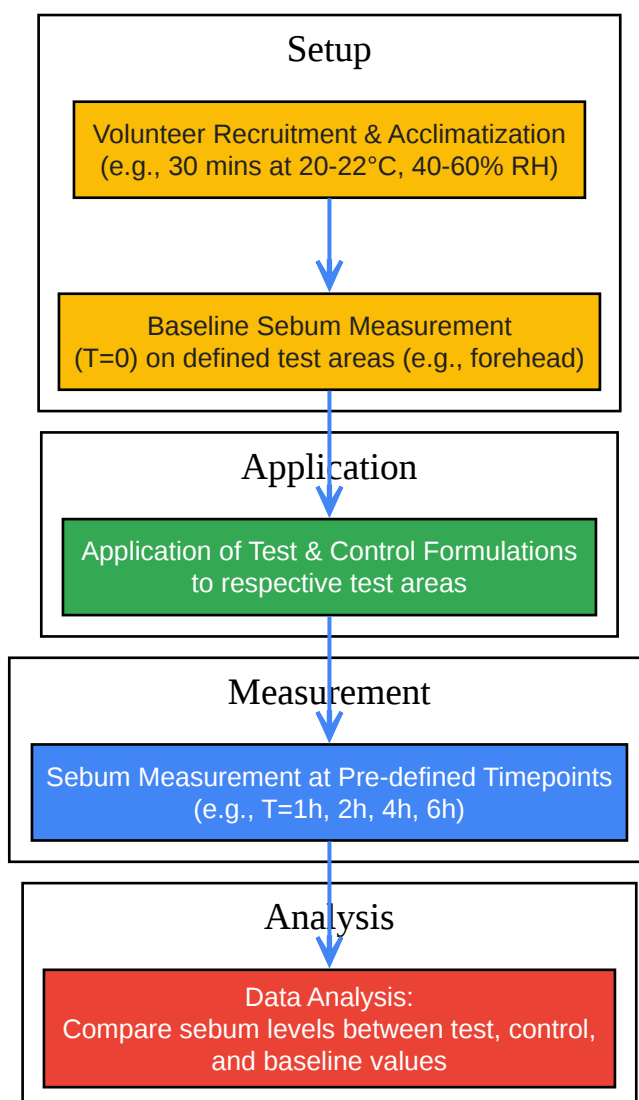 Setup
Volunteer Recruitment & Acclimatization
(e.g., 30 mins at 20-22°C, 40-60% RH)
Baseline Sebum Measurement
(T=0) on defined test areas (e.g., forehead)
Application
Application of Test & Control Formulations
to respective test areas
Measurement
Sebum Measurement at Pre-defined Timepoints
(e.g., T=1h, 2h, 4h, 6h)
Analysis
Data Analysis:
Compare sebum levels between test, control,
and baseline values